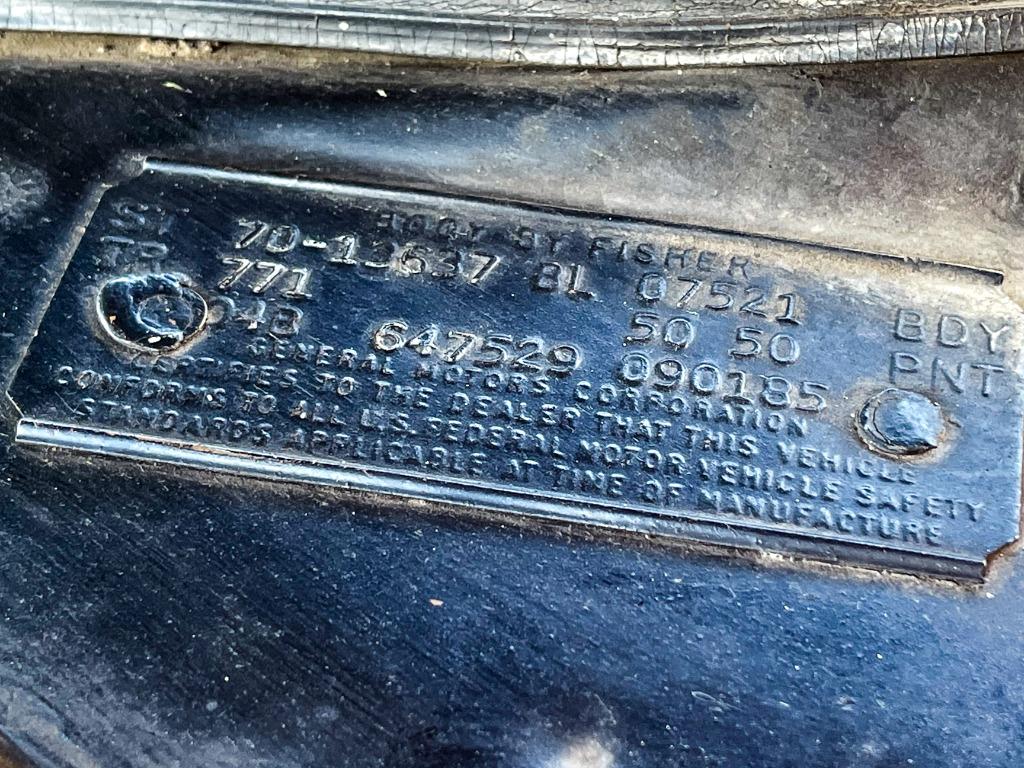 BODY BY FISHER
ST 70-13637 BL 07521 BDY
TR 771 50 50 PNT
04B 647529 090185
GENERAL MOTORS CORPORATION
CERTIFIES TO THE DEALER THAT THIS VEHICLE
CONFORMS TO ALL U.S. FEDERAL MOTOR VEHICLE SAFETY
STANDARDS APPLICABLE AT TIME OF MANUFACTURE